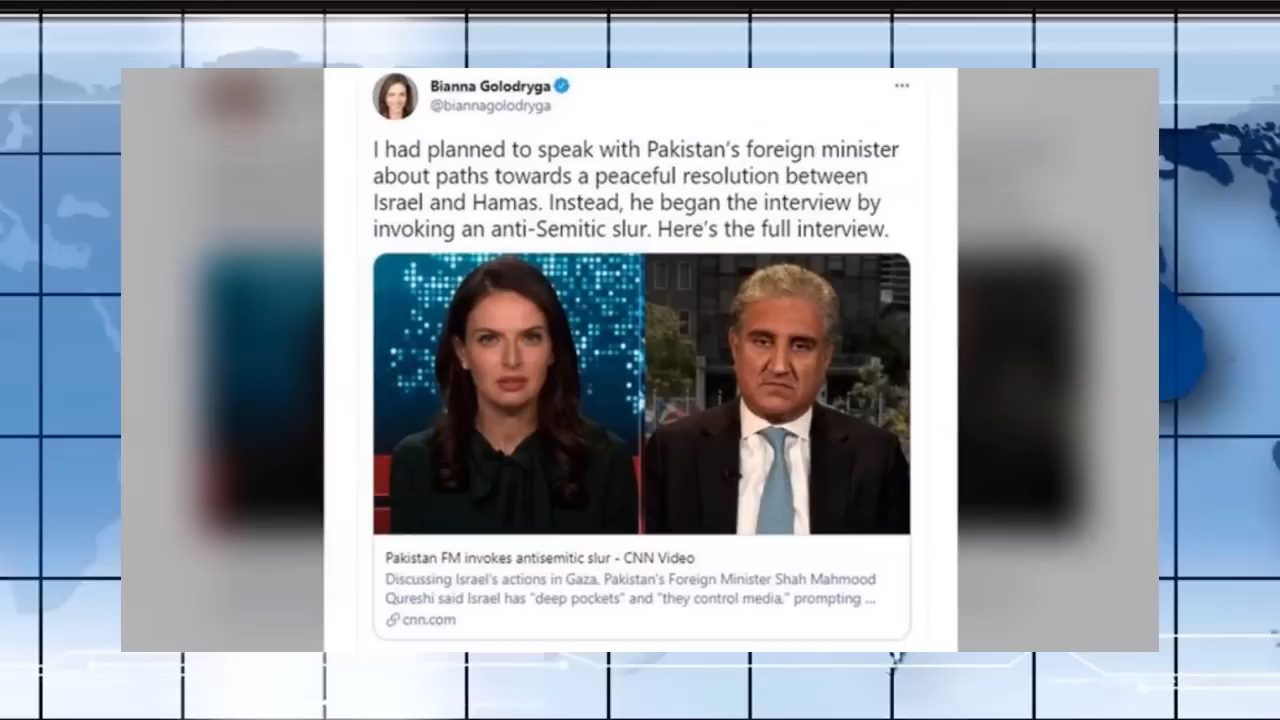 Bianna Golodryga
@biannagolodryga
I had planned to speak with Pakistan's foreign minister
about paths towards a peaceful resolution between
Israel and Hamas. Instead, he began the interview by
invoking an anti-Semitic slur. Here's the full interview.
Pakistan FM invokes antisemitic slur - CNN Video
Discussing Israel's actions in Gaza, Pakistan's Foreign Minister Shah Mahmood
Qureshi said Israel has "deep pockets" and "they control media," prompting ...
cnn.com